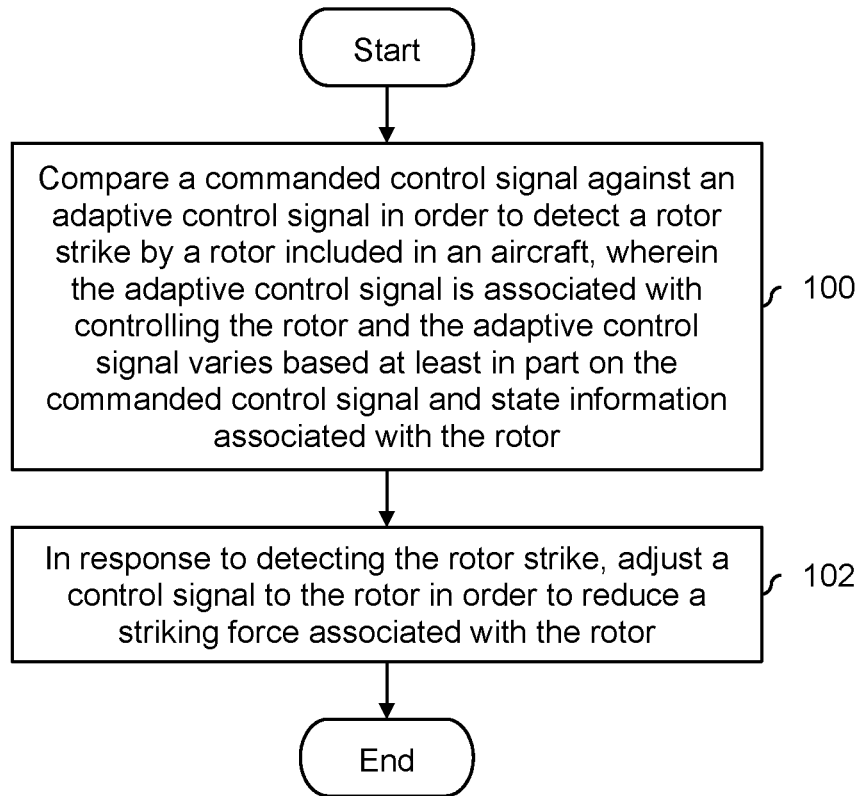 Start
Compare a commanded control signal against an
adaptive control signal in order to detect a rotor
strike by a rotor included in an aircraft, wherein
the adaptive control signal is associated with
controlling the rotor and the adaptive control
signal varies based at least in part on the
commanded control signal and state information
associated with the rotor
100
In response to detecting the rotor strike, adjust a
control signal to the rotor in order to reduce a
striking force associated with the rotor
102
End